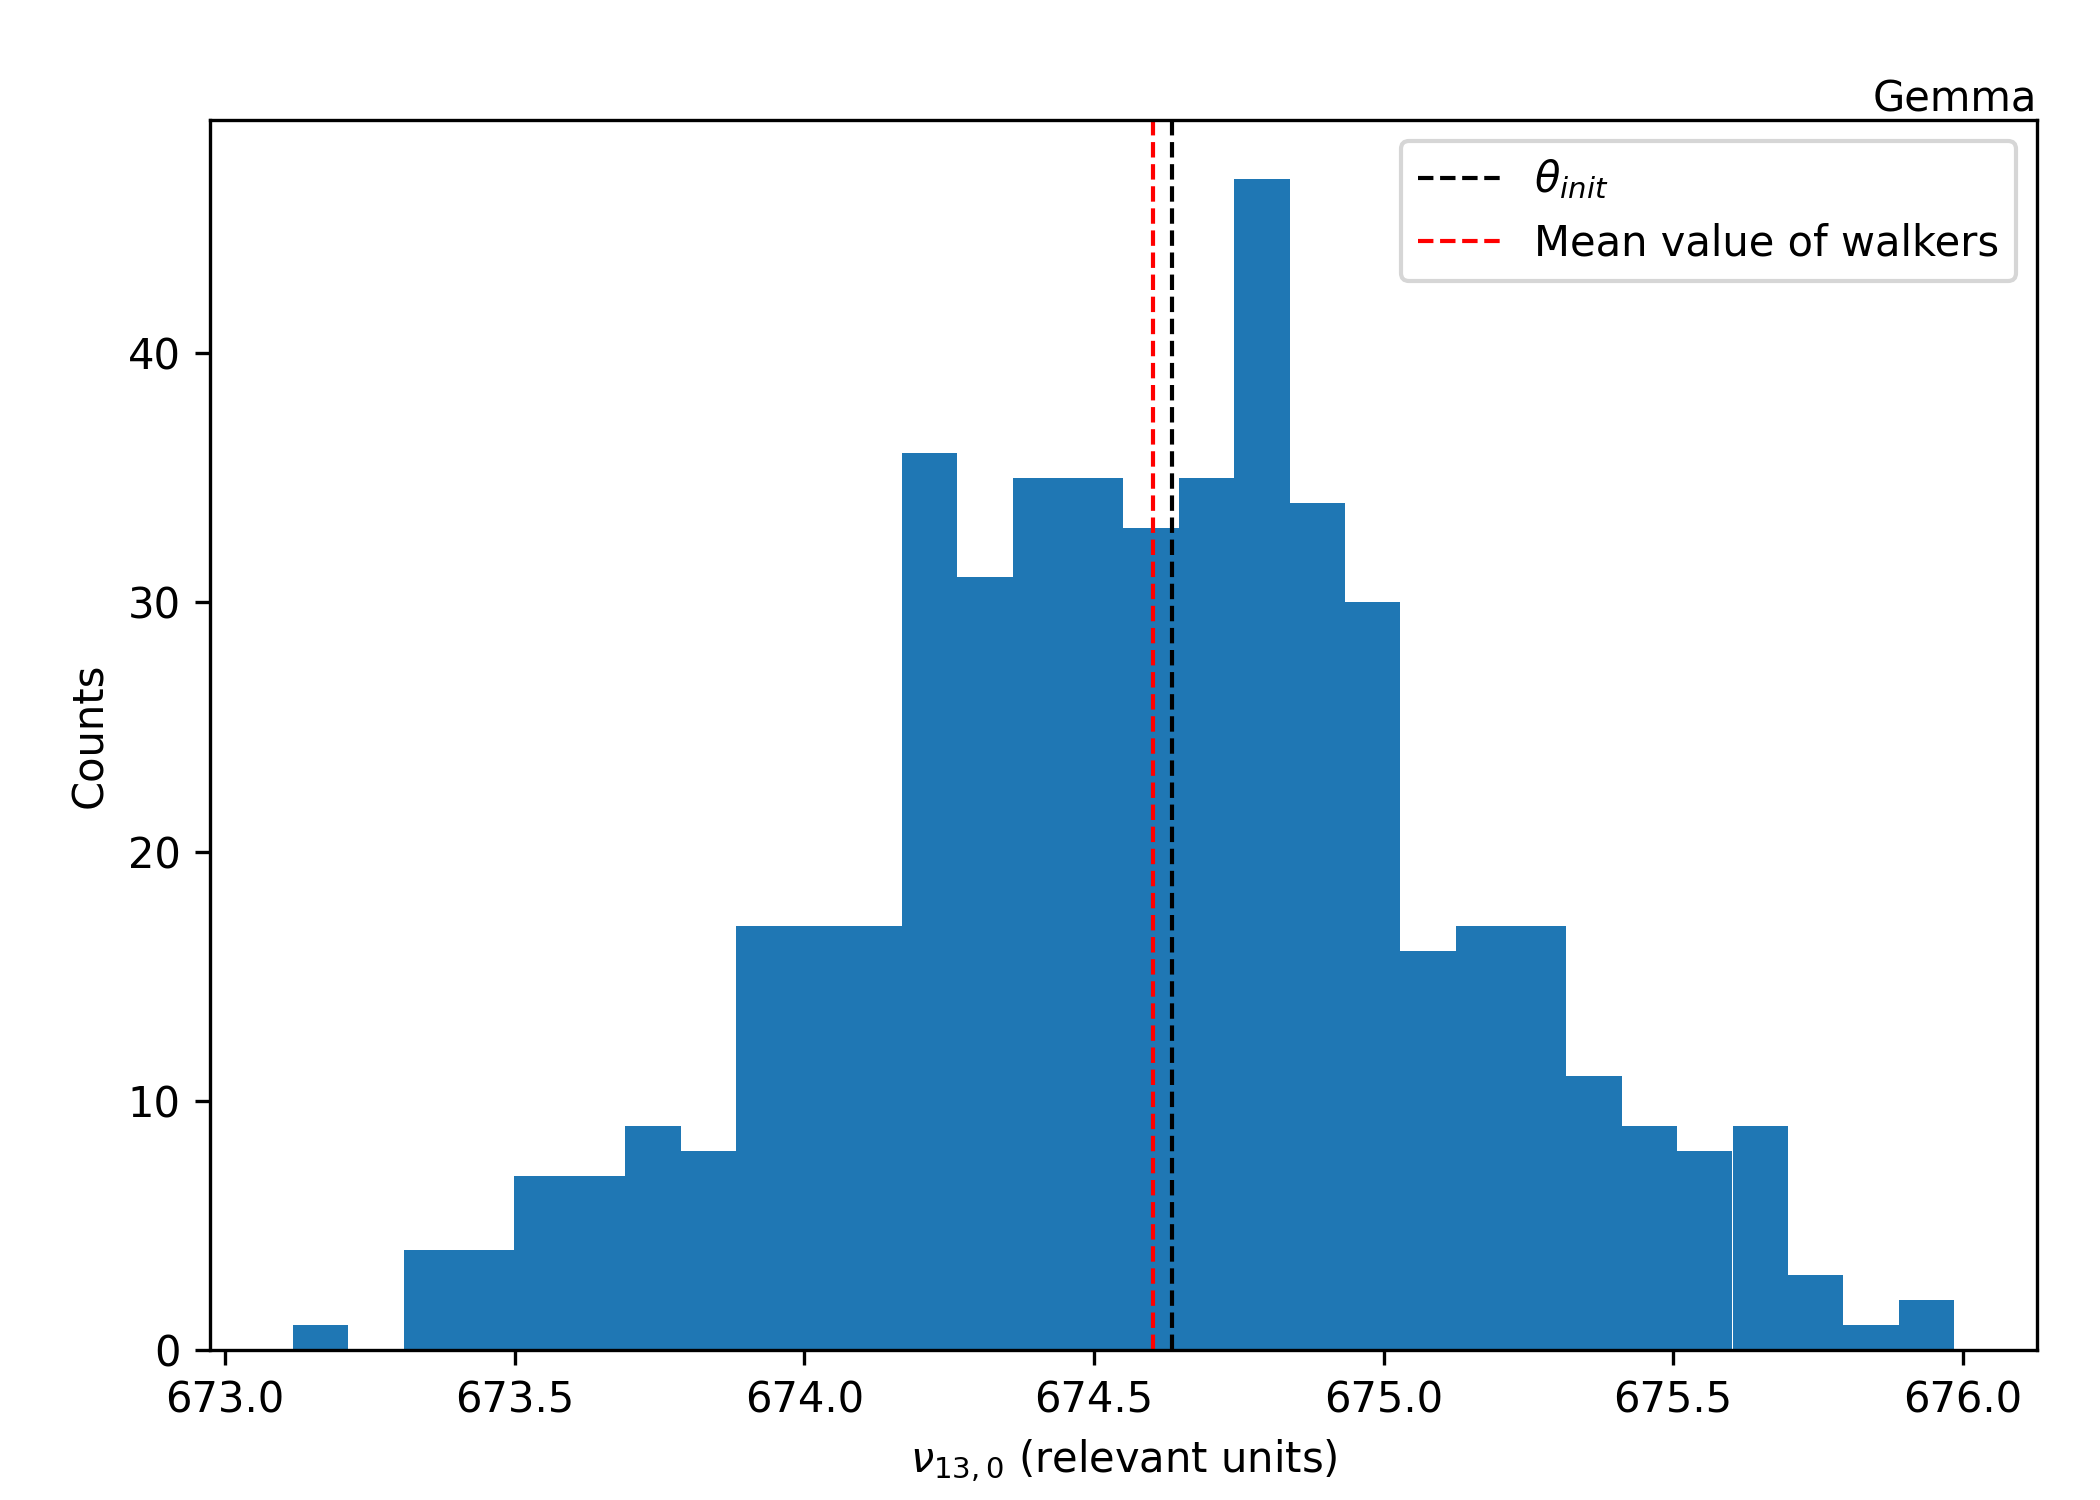 Gemma
θinit
Mean value of walkers
Counts
40
30
20
10
0
673.0 673.5 674.0 674.5 675.0 675.5 676.0
ν13, 0 (relevant units)